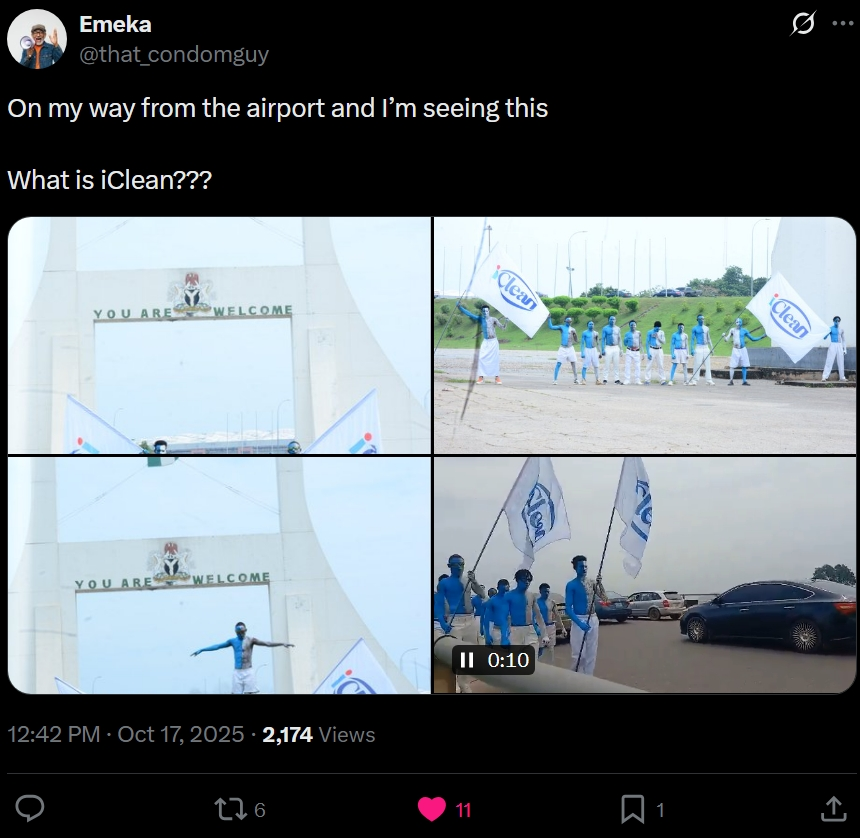 Emeka
@that_condomguy
On my way from the airport and I’m seeing this
What is iClean???
YOU ARE WELCOME
iClean
iClean
YOU ARE WELCOME
iClean
0:10
12:42 PM · Oct 17, 2025 · 2,174 Views
6
11
1